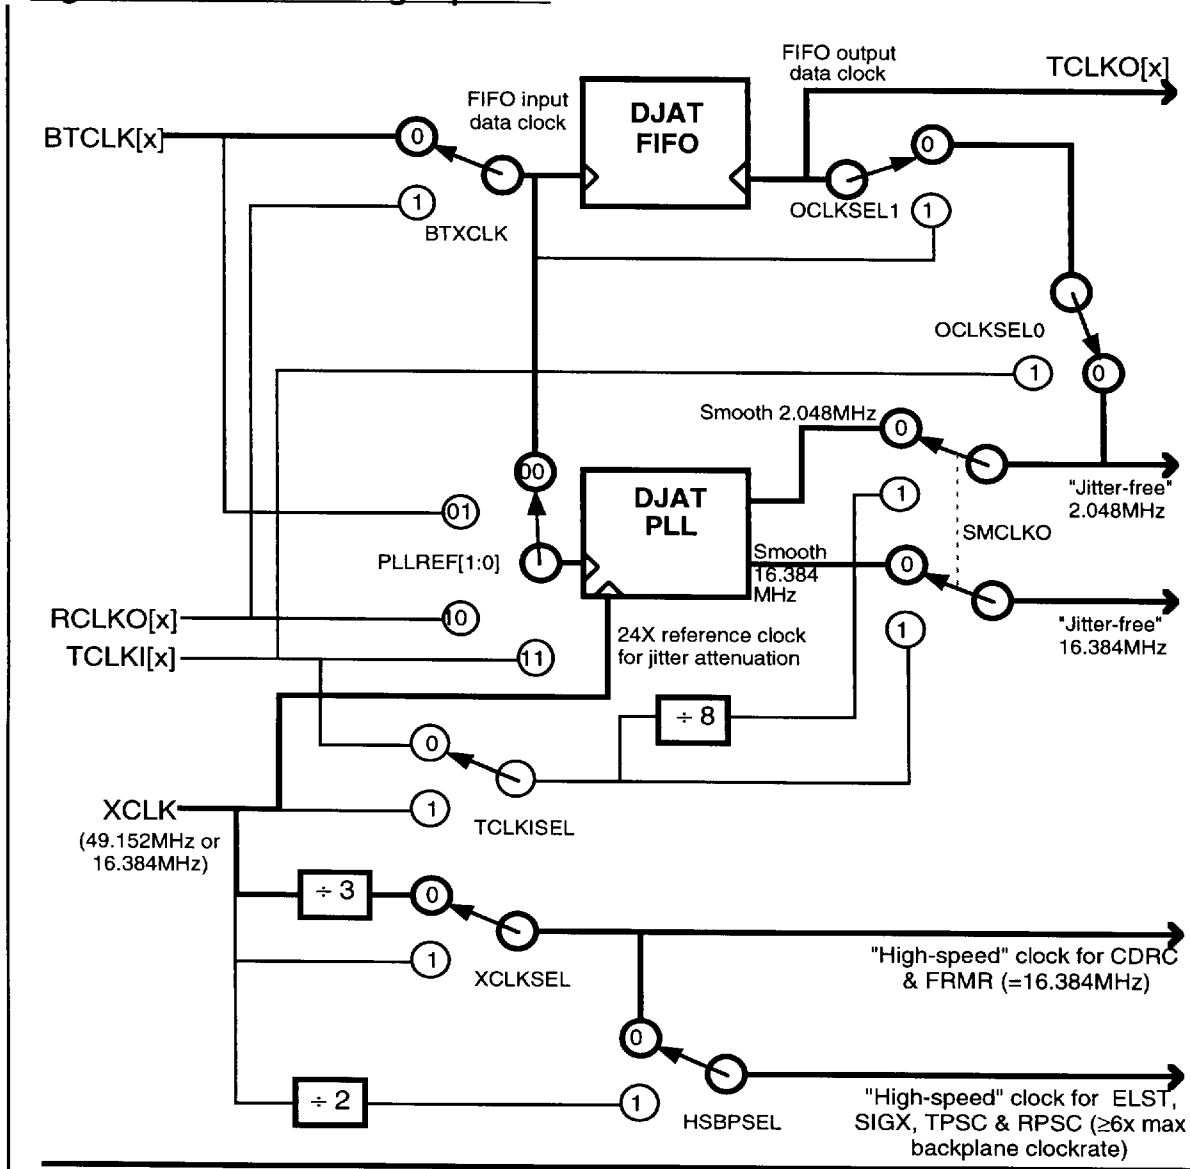 FIFO output
data clock
TCLKO[x]
FIFO input
data clock
DJAT
FIFO
BTCLK[x]
0
0
1
BTXCLK
OCLKSEL1
1
OCLKSEL0
1
0
Smooth 2.048MHz
0
00
01
DJAT
PLL
1
"Jitter-free"
2.048MHz
SMCLKO
PLLREF[1:0]
Smooth
16.384
MHz
0
RCLKO[x]
10
24X reference clock
for jitter attenuation
1
"Jitter-free"
16.384MHz
TCLKI[x]
11
÷ 8
0
XCLK
(49.152MHz or
16.384MHz)
1
TCLKISEL
÷ 3
0
1
XCLKSEL
"High-speed" clock for CDRC
& FRMR (=16.384MHz)
0
÷ 2
1
HSBPSEL
"High-speed" clock for ELST,
SIGX, TPSC & RPSC (≥6x max
backplane clockrate)